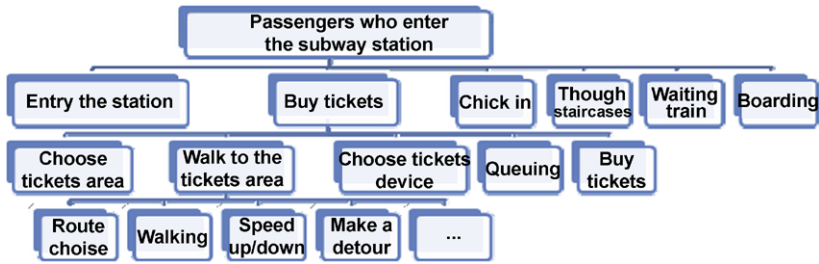 Passengers who enter
the subway station
Entry the station
Buy tickets
Chick in
Though
staircases
Waiting
train
Boarding
Choose
tickets area
Walk to the
tickets area
Choose tickets
device
Queuing
Buy
tickets
Route
choise
Walking
Speed
up/down
Make a
detour
...